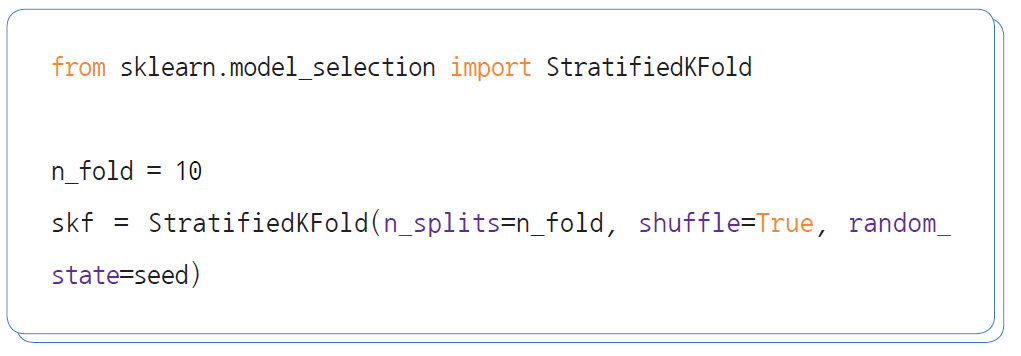 from sklearn.model_selection import StratifiedKFold
n_fold = 10
skf = StratifiedKFold(n_splits=n_fold, shuffle=True, random_
state=seed)